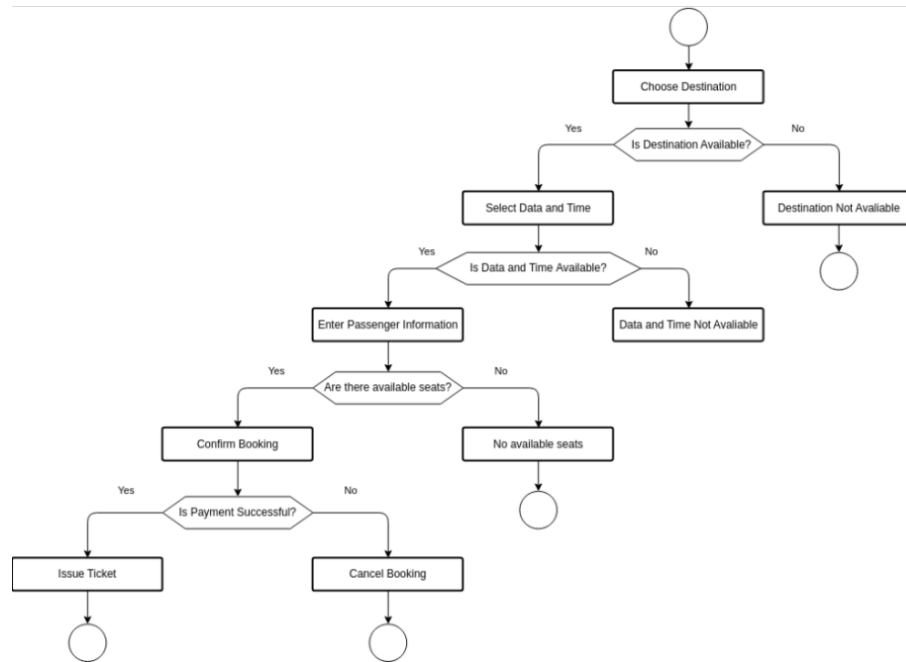 Choose Destination
Yes
Is Destination Available?
No
Select Data and Time
Destination Not Avaliable
Yes
Is Data and Time Available?
No
Enter Passenger Information
Data and Time Not Avaliable
Yes
Are there available seats?
No
Confirm Booking
No available seats
Yes
Is Payment Successful?
No
Issue Ticket
Cancel Booking